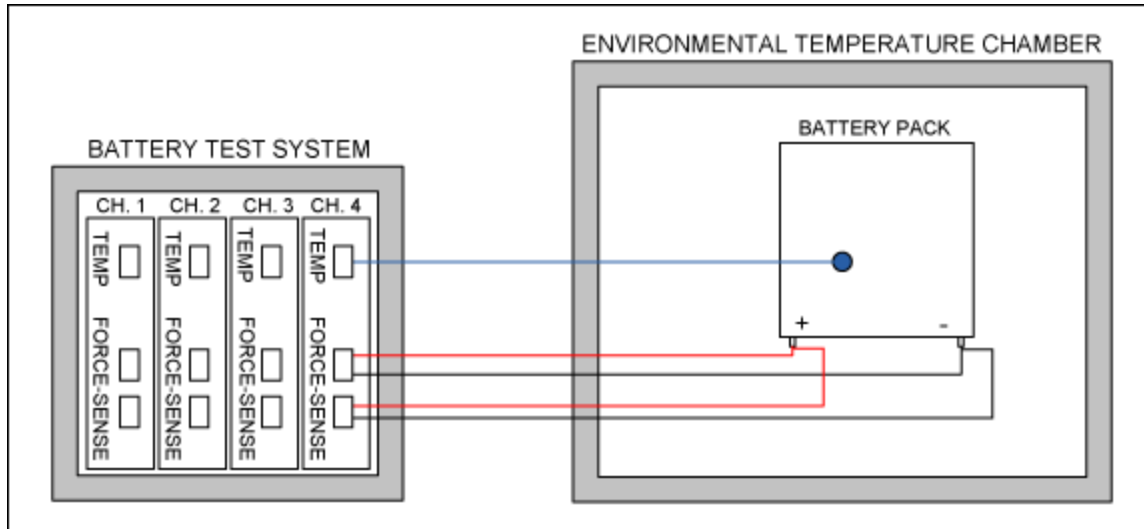 ENVIRONMENTAL TEMPERATURE CHAMBER
BATTERY PACK
+ -
BATTERY TEST SYSTEM
CH. 1 CH. 2 CH. 3 CH. 4
TEMP TEMP TEMP TEMP
FORCE-SENSE FORCE-SENSE FORCE-SENSE FORCE-SENSE